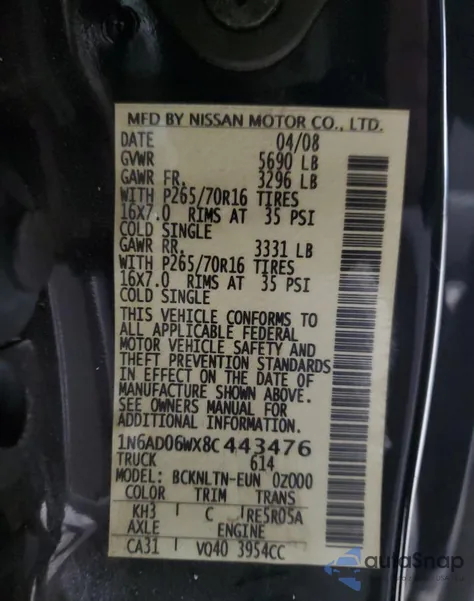 MFD BY NISSAN MOTOR CO., LTD.
DATE 04/08
GVWR 5690 LB
GAWR FR. 3296 LB
WITH P265/70R16 TIRES
16X7.0 RIMS AT 35 PSI
COLD SINGLE
GAWR RR. 3331 LB
WITH P265/70R16 TIRES
16X7.0 RIMS AT 35 PSI
COLD SINGLE
THIS VEHICLE CONFORMS TO
ALL APPLICABLE FEDERAL
MOTOR VEHICLE SAFETY AND
THEFT PREVENTION STANDARDS
IN EFFECT ON THE DATE OF
MANUFACTURE SHOWN ABOVE.
SEE OWNERS MANUAL FOR
ADDITIONAL INFORMATION.
1N6AD06WX8C443476
TRUCK 614
MODEL: BCKNLTN-EUN 0Z000
COLOR TRIM TRANS
KH3 C RE5R05A
AXLE ENGINE
CA31 VQ40 3954CC
autoSnap